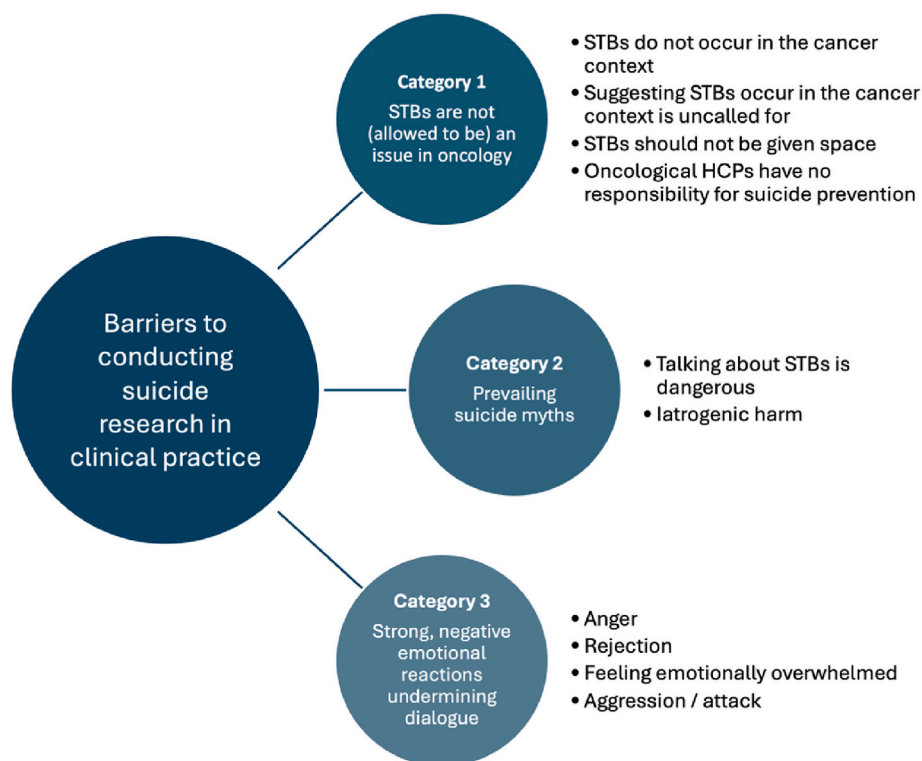 Barriers to
conducting
suicide
research in
clinical practice
Category 1
STBs are not
(allowed to be) an
issue in oncology
• STBs do not occur in the cancer
context
• Suggesting STBs occur in the cancer
context is uncalled for
• STBs should not be given space
• Oncological HCPs have no
responsibility for suicide prevention
Category 2
Prevailing
suicide myths
• Talking about STBs is
dangerous
• Iatrogenic harm
Category 3
Strong, negative
emotional
reactions
undermining
dialogue
• Anger
• Rejection
• Feeling emotionally overwhelmed
• Aggression / attack